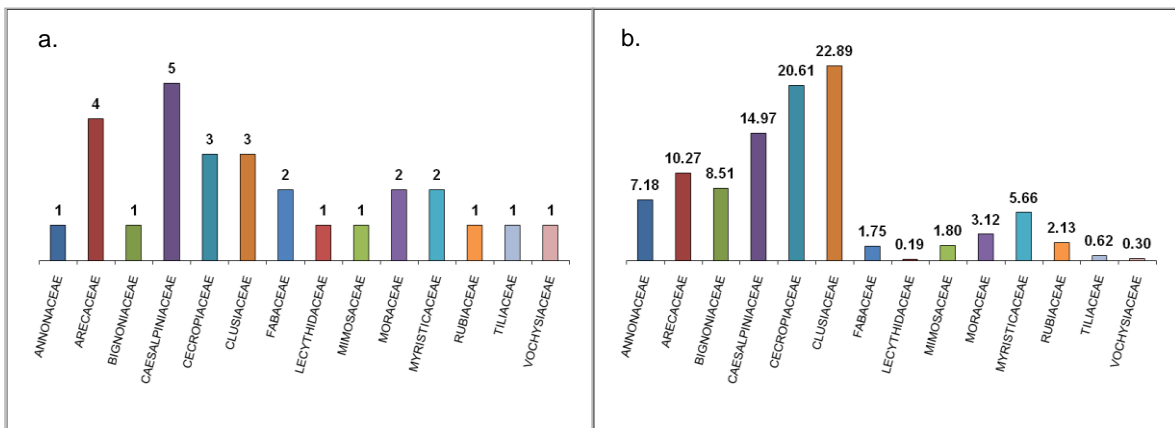 a.
1
4
1
5
3
3
2
1
1
2
2
1
1
1
ANNONACEAE
ARECACEAE
BIGNONIACEAE
CAESALPINIACEAE
CECROPIACEAE
CLUSIACEAE
FABACEAE
LECYTHIDACEAE
MIMOSACEAE
MORACEAE
MYRISTICACEAE
RUBIACEAE
TILIACEAE
VOCHYSIACEAE
b.
7.18
10.27
8.51
14.97
20.61
22.89
1.75
0.19
1.80
3.12
5.66
2.13
0.62
0.30
ANNONACEAE
ARECACEAE
BIGNONIACEAE
CAESALPINIACEAE
CECROPIACEAE
CLUSIACEAE
FABACEAE
LECYTHIDACEAE
MIMOSACEAE
MORACEAE
MYRISTICACEAE
RUBIACEAE
TILIACEAE
VOCHYSIACEAE